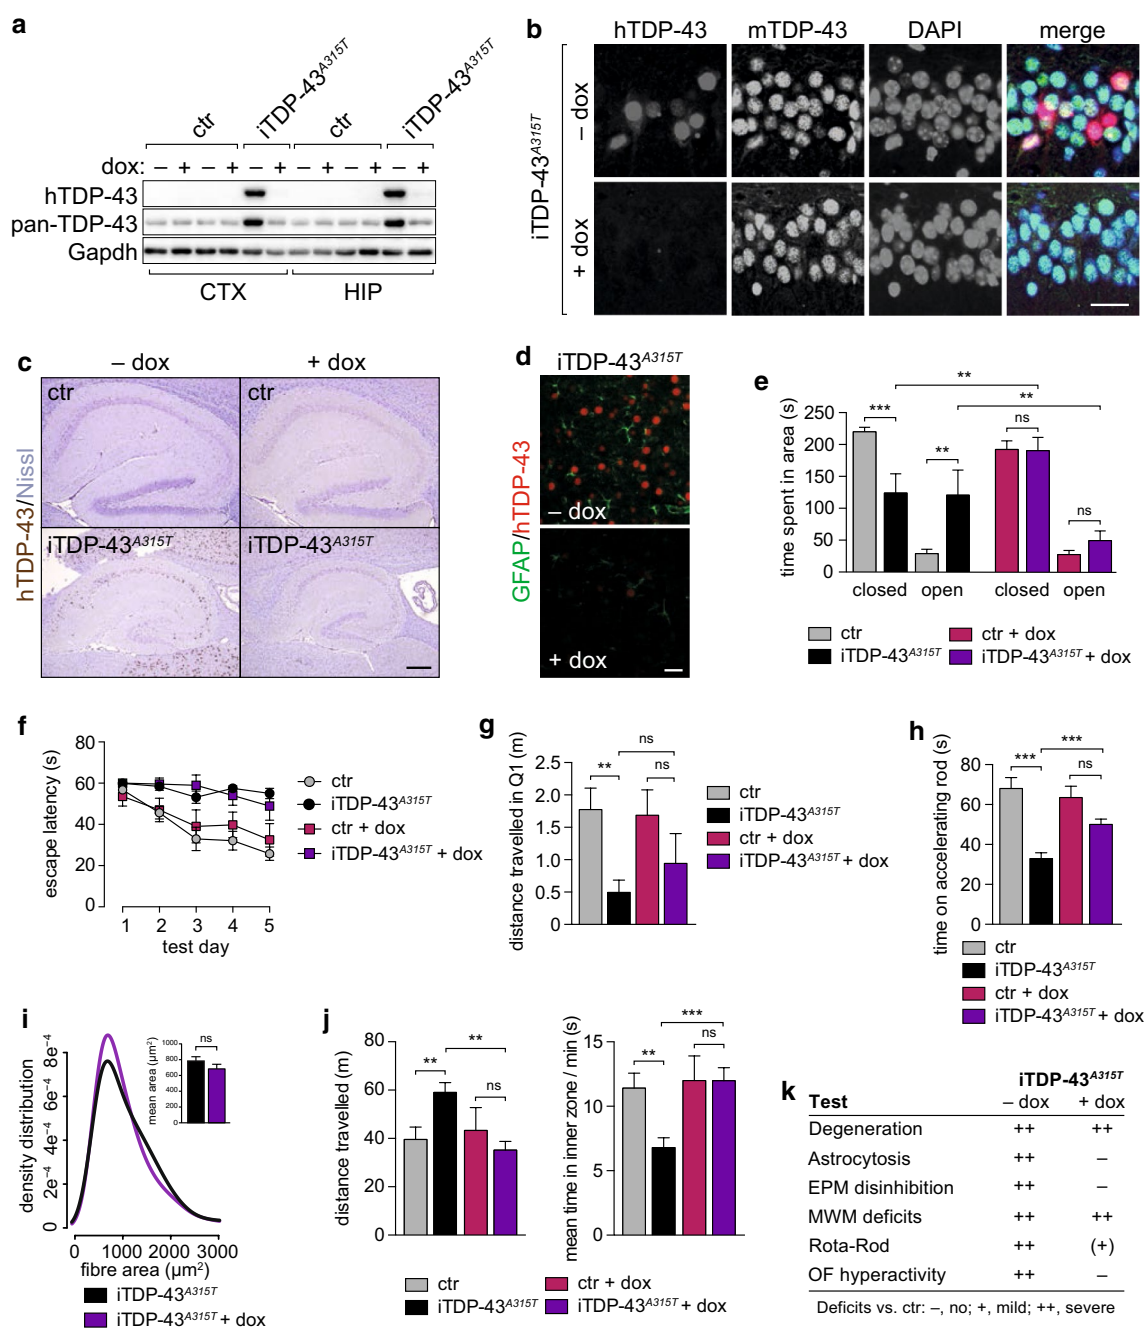 a
ctr
iTDP-43A315T
ctr
iTDP-43A315T
dox: – + – + – + – + – + – +
hTDP-43
pan-TDP-43
Gapdh
CTX
HIP
b
hTDP-43 mTDP-43 DAPI merge
iTDP-43A315T
– dox
+ dox
c
– dox + dox
hTDP-43/Nissl
ctr
ctr
iTDP-43A315T
iTDP-43A315T
d
iTDP-43A315T
GFAP/hTDP-43
– dox
+ dox
e
time spent in area (s)
250
200
150
100
50
0
**
**
***
**
ns
ns
closed open closed open
ctr
iTDP-43A315T
ctr + dox
iTDP-43A315T + dox
f
escape latency (s)
80
60
40
20
0
1 2 3 4 5
test day
ctr
iTDP-43A315T
ctr + dox
iTDP-43A315T + dox
g
distance travelled in Q1 (m)
2.5
2.0
1.5
1.0
0.5
0
ns
**
ns
ctr
iTDP-43A315T
ctr + dox
iTDP-43A315T + dox
h
time on accelerating rod (s)
80
60
40
20
0
***
***
ns
ctr
iTDP-43A315T
ctr + dox
iTDP-43A315T + dox
i
density distribution
8e–4
6e–4
4e–4
2e–4
0
0 1000 2000 3000
fibre area (µm2)
mean area (µm2)
1000
800
600
400
200
0
ns
iTDP-43A315T
iTDP-43A315T + dox
j
distance travelled (m)
80
60
40
20
0
**
**
ns
mean time in inner zone / min (s)
15
10
5
0
***
**
ns
ctr
iTDP-43A315T
ctr + dox
iTDP-43A315T + dox
k
iTDP-43A315T
Test – dox + dox
Degeneration ++ ++
Astrocytosis ++ –
EPM disinhibition ++ –
MWM deficits ++ ++
Rota-Rod ++ (+)
OF hyperactivity ++ –
Deficits vs. ctr: –, no; +, mild; ++, severe